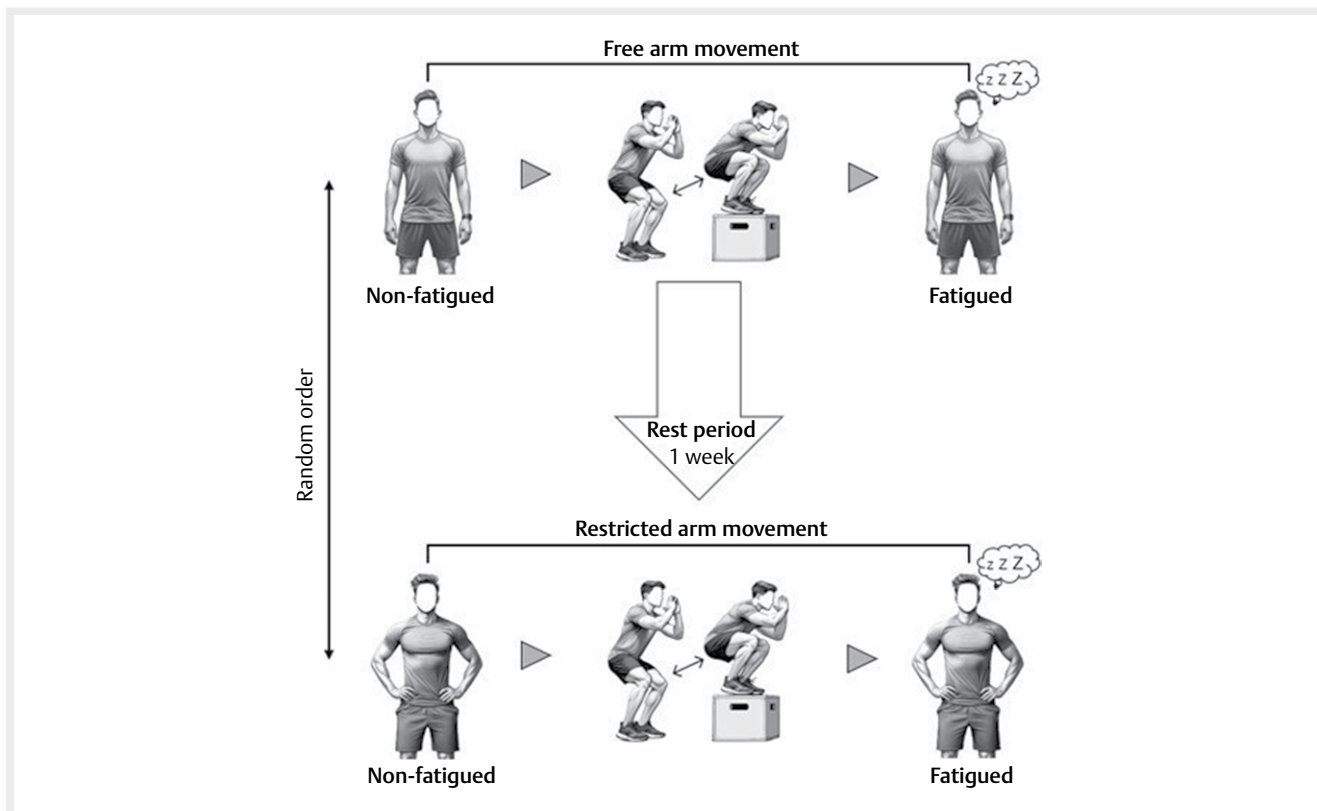 Free arm movement
z z Z
Non-fatigued
Fatigued
Random order
Rest period
1 week
Restricted arm movement
z z Z
Non-fatigued
Fatigued